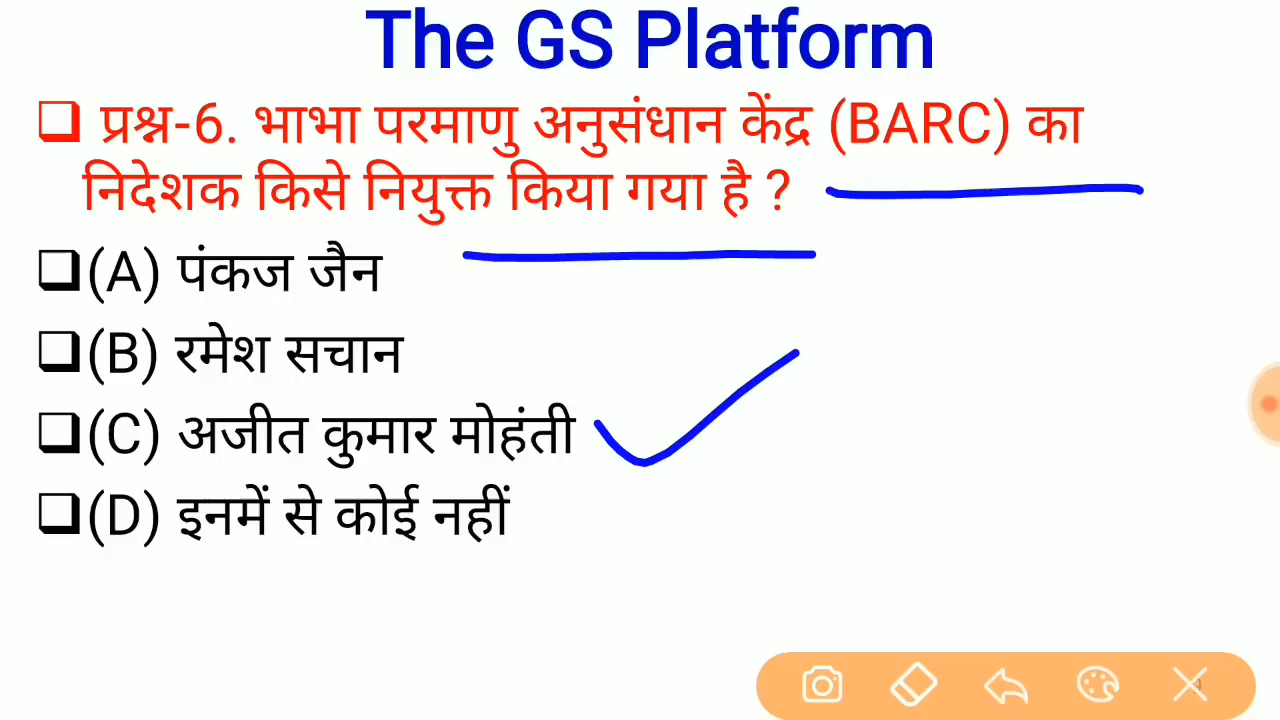 The GS Platform
❑ प्रश्न-6. भाभा परमाणु अनुसंधान केंद्र (BARC) का
निदेशक किसे नियुक्त किया गया है ?
❑(A) पंकज जैन
❑(B) रमेश सचान
❑(C) अजीत कुमार मोहंती
❑(D) इनमें से कोई नहीं